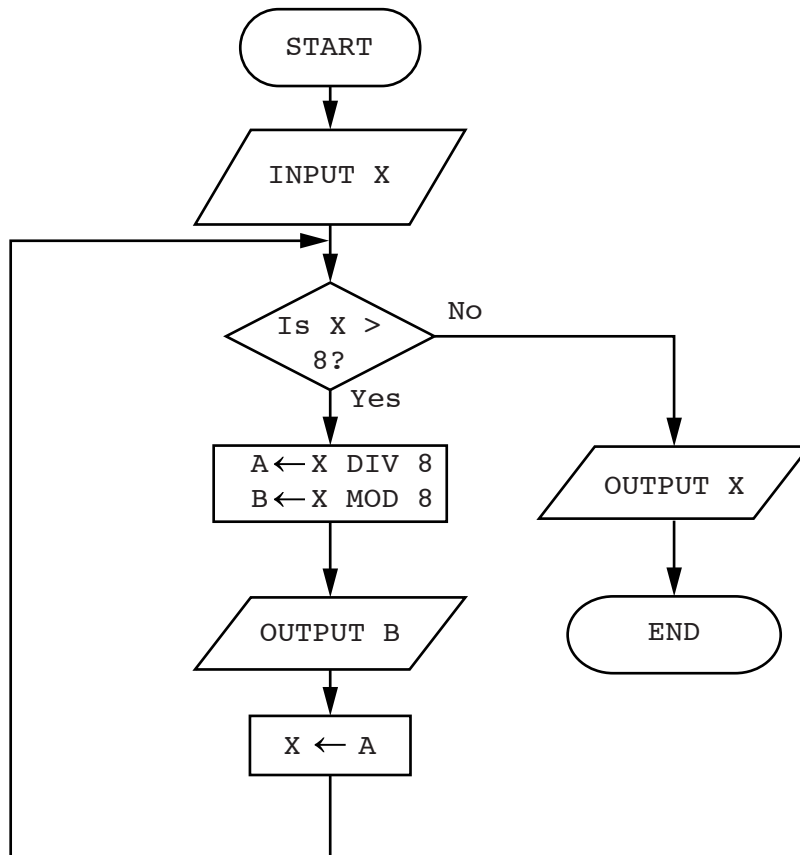 START
INPUT X
Is X >
8?
No
Yes
A ← X DIV 8
B ← X MOD 8
OUTPUT X
OUTPUT B
END
X ← A